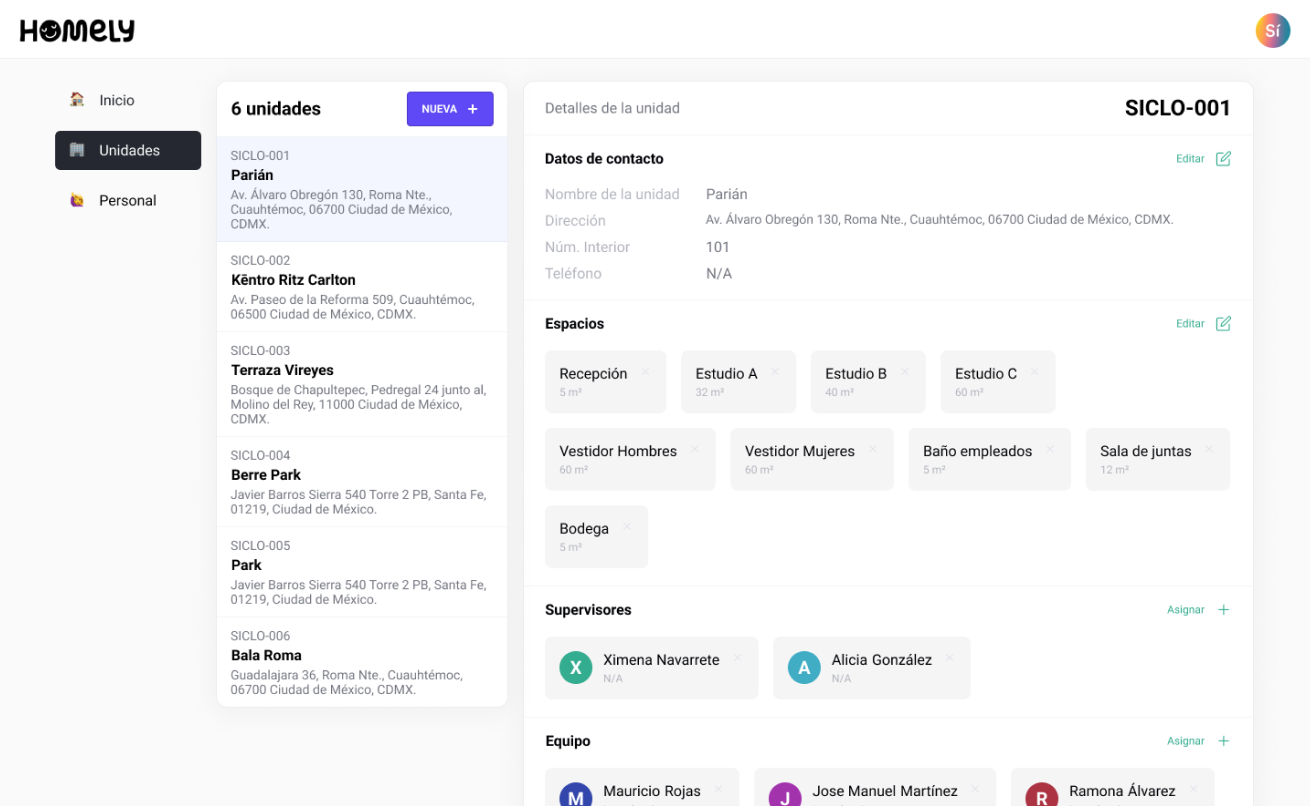 HOMELY
Sí
Inicio
Unidades
Personal
6 unidades
NUEVA +
SICLO-001
Parián
Av. Álvaro Obregón 130, Roma Nte.,
Cuauhtémoc, 06700 Ciudad de México,
CDMX.
SICLO-002
Kēntro Ritz Carlton
Av. Paseo de la Reforma 509, Cuauhtémoc,
06500 Ciudad de México, CDMX.
SICLO-003
Terraza Vireyes
Bosque de Chapultepec, Pedregal 24 junto al,
Molino del Rey, 11000 Ciudad de México,
CDMX.
SICLO-004
Berre Park
Javier Barros Sierra 540 Torre 2 PB, Santa Fe,
01219, Ciudad de México.
SICLO-005
Park
Javier Barros Sierra 540 Torre 2 PB, Santa Fe,
01219, Ciudad de México.
SICLO-006
Bala Roma
Guadalajara 36, Roma Nte., Cuauhtémoc,
06700 Ciudad de México, CDMX.
Detalles de la unidad SICLO-001
Datos de contacto Editar
Nombre de la unidad Parián
Dirección Av. Álvaro Obregón 130, Roma Nte., Cuauhtémoc, 06700 Ciudad de México, CDMX.
Núm. Interior 101
Teléfono N/A
Espacios Editar
Recepción Estudio A Estudio B Estudio C
5 m² 32 m² 40 m² 60 m²
Vestidor Hombres Vestidor Mujeres Baño empleados Sala de juntas
60 m² 60 m² 5 m² 12 m²
Bodega
5 m²
Supervisores Asignar +
X Ximena Navarrete A Alicia González
N/A N/A
Equipo Asignar +
M Mauricio Rojas J Jose Manuel Martínez R Ramona Álvarez